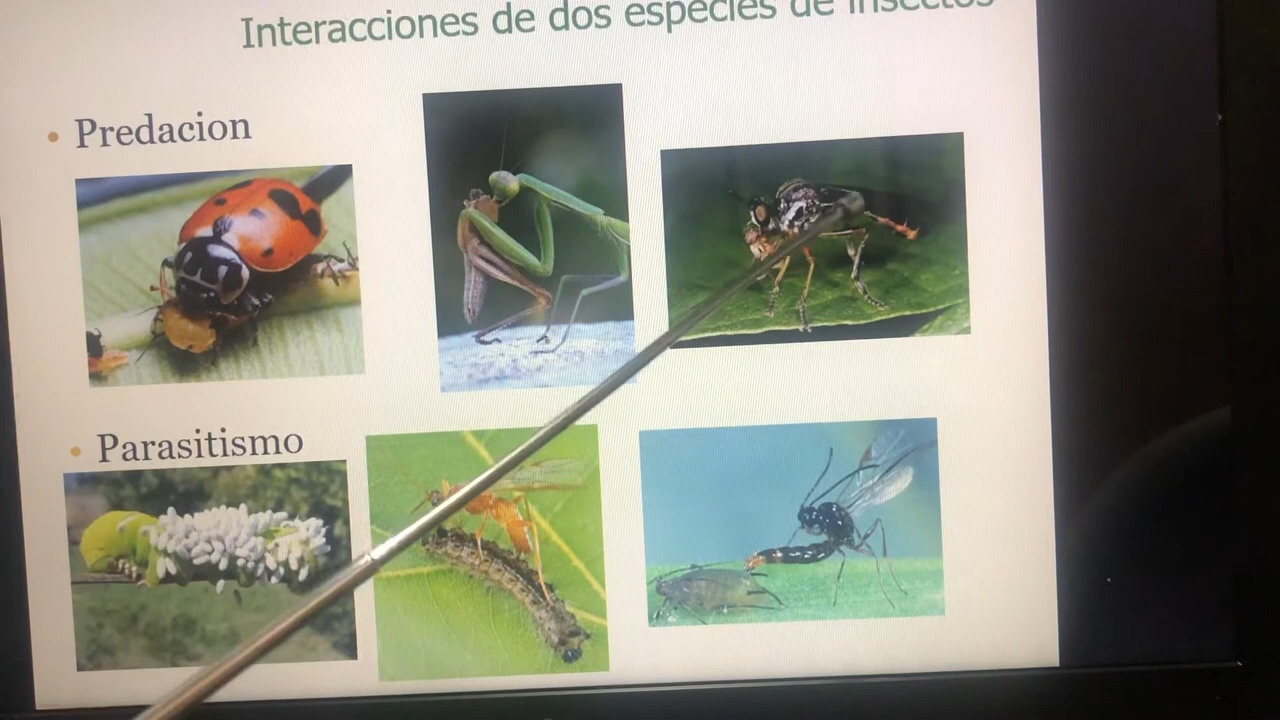 Interacciones de dos especies de insectos
Predacion
Parasitismo